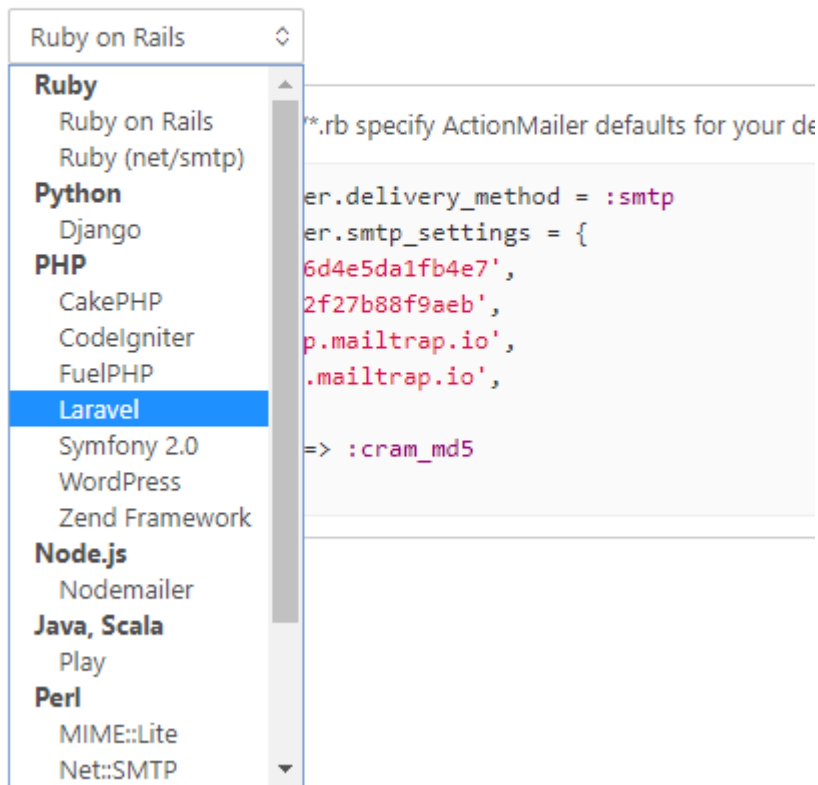 Ruby on Rails
Ruby
Ruby on Rails
Ruby (net/smtp)
Python
Django
PHP
CakePHP
CodeIgniter
FuelPHP
Laravel
Symfony 2.0
WordPress
Zend Framework
Node.js
Nodemailer
Java, Scala
Play
Perl
MIME::Lite
Net::SMTP
/*.rb specify ActionMailer defaults for your de
er.delivery_method = :smtp
er.smtp_settings = {
6d4e5da1fb4e7',
2f27b88f9aeb',
p.mailtrap.io',
.mailtrap.io',
=> :cram_md5